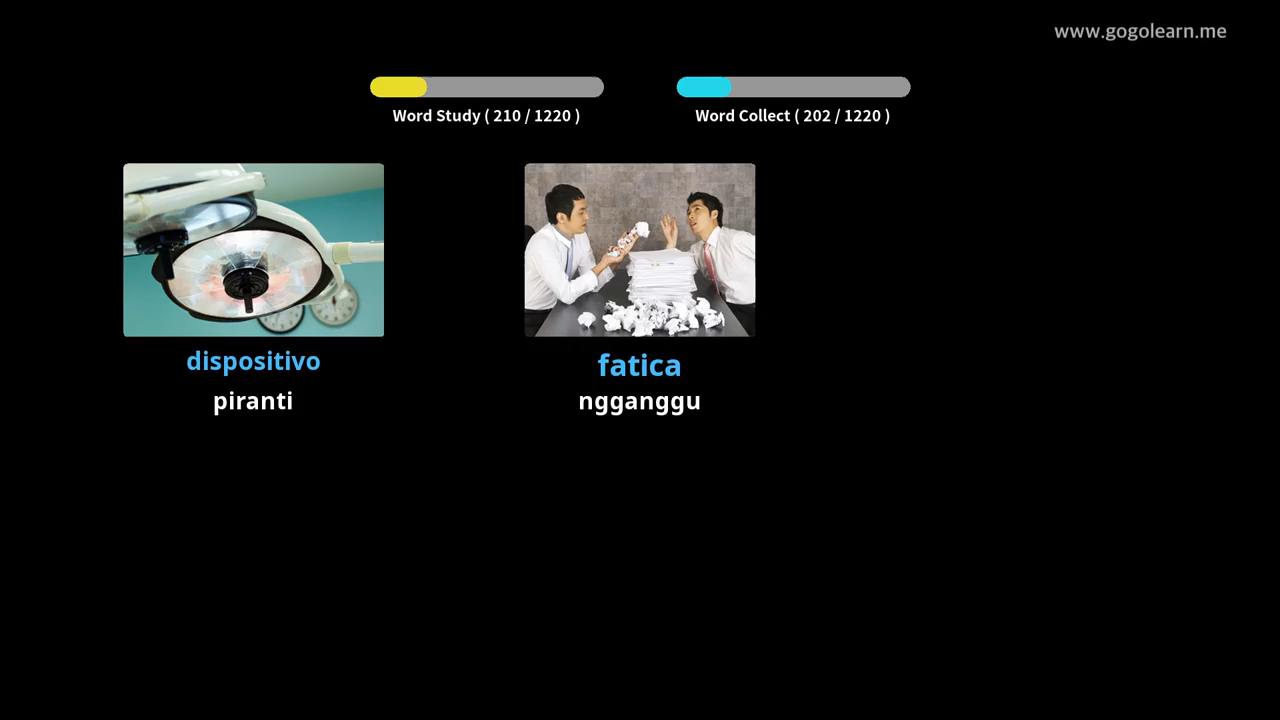 www.gogolearn.me
Word Study ( 210 / 1220 )
Word Collect ( 202 / 1220 )
dispositivo
piranti
fatica
ngganggu